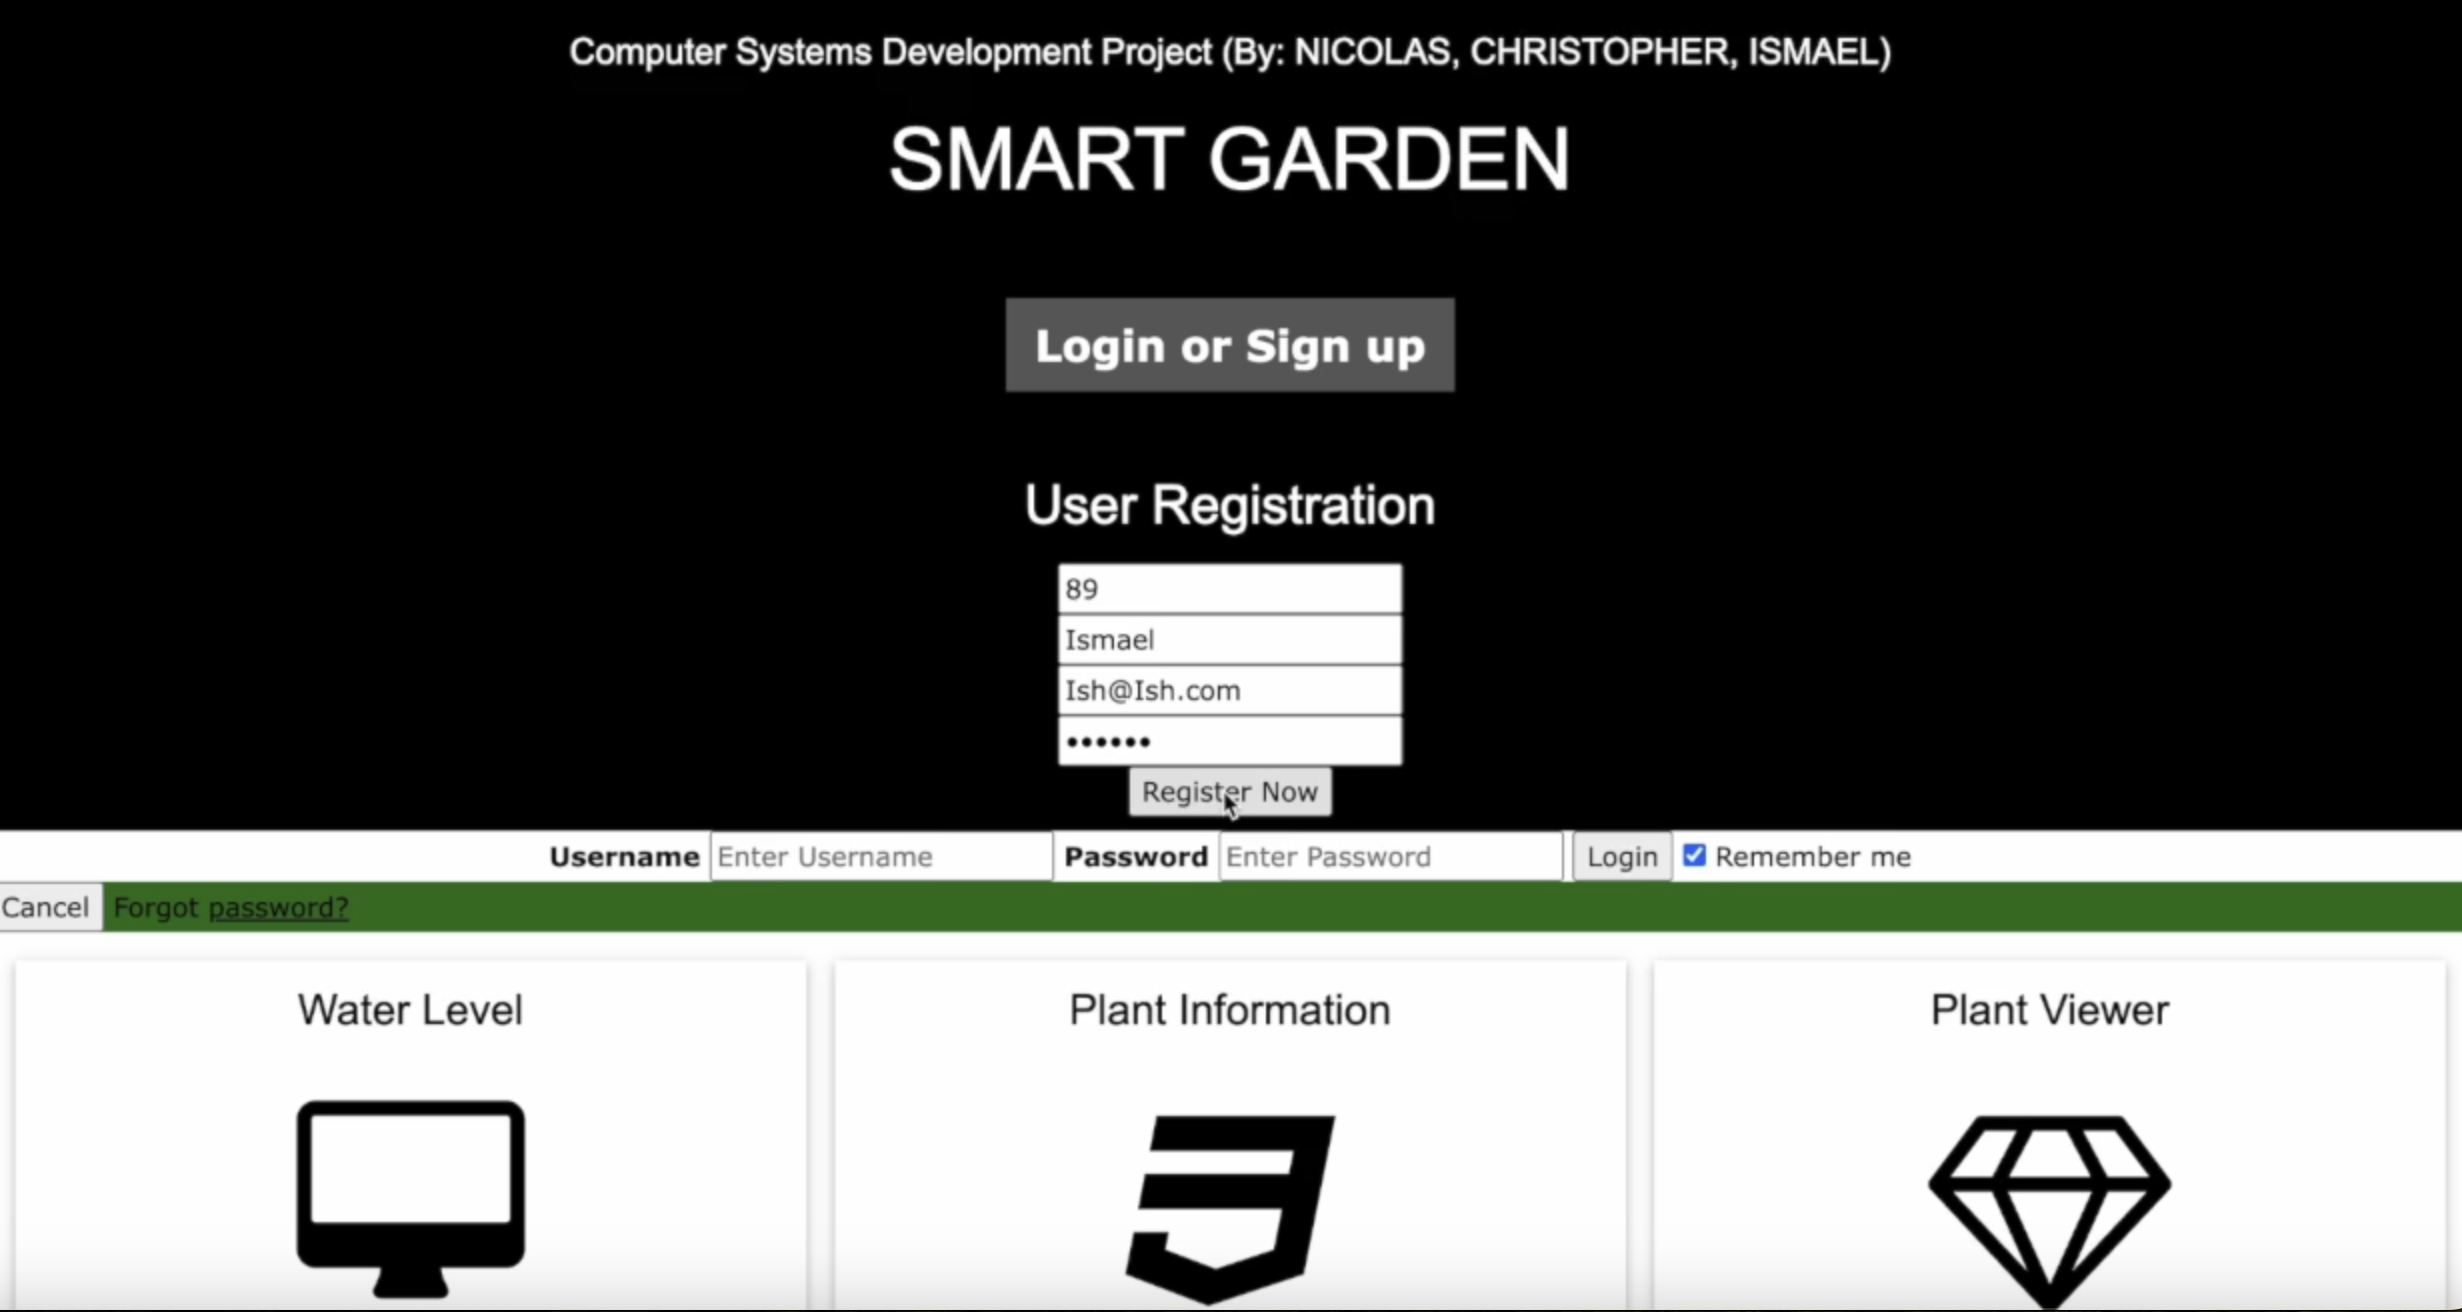 Computer Systems Development Project (By: NICOLAS, CHRISTOPHER, ISMAEL)
SMART GARDEN
Login or Sign up
User Registration
89
Ismael
Ish@Ish.com
••••••
Register Now
Username Enter Username Password Enter Password Login Remember me
Cancel Forgot password?
Water Level Plant Information Plant Viewer